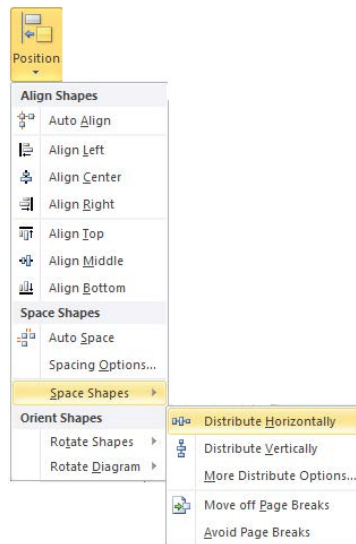 Position
Align Shapes
Auto Align
Align Left
Align Center
Align Right
Align Top
Align Middle
Align Bottom
Space Shapes
Auto Space
Spacing Options...
Space Shapes
Orient Shapes
Rotate Shapes
Rotate Diagram
Distribute Horizontally
Distribute Vertically
More Distribute Options...
Move off Page Breaks
Avoid Page Breaks